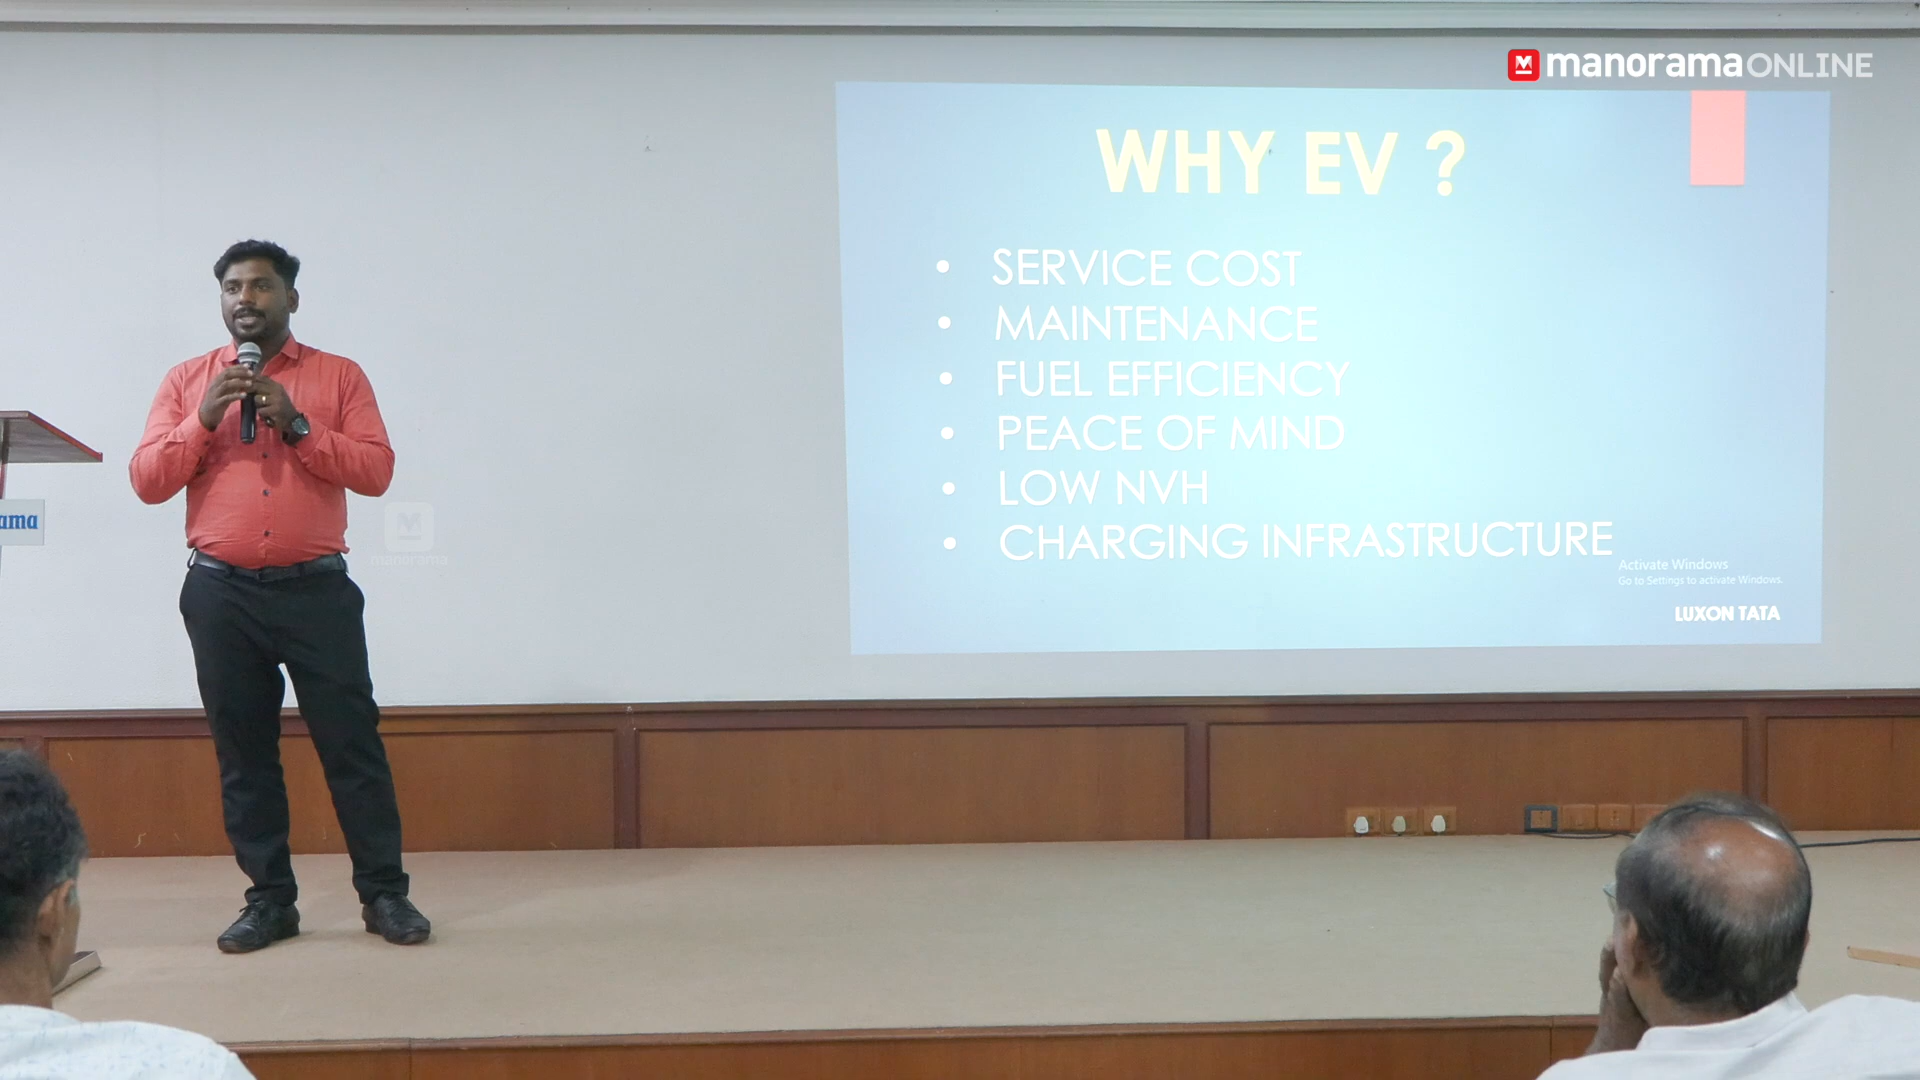 manoramaONLINE
WHY EV ?
• SERVICE COST
• MAINTENANCE
• FUEL EFFICIENCY
• PEACE OF MIND
• LOW NVH
• CHARGING INFRASTRUCTURE
Activate Windows
Go to Settings to activate Windows.
LUXON TATA
manorama
ama